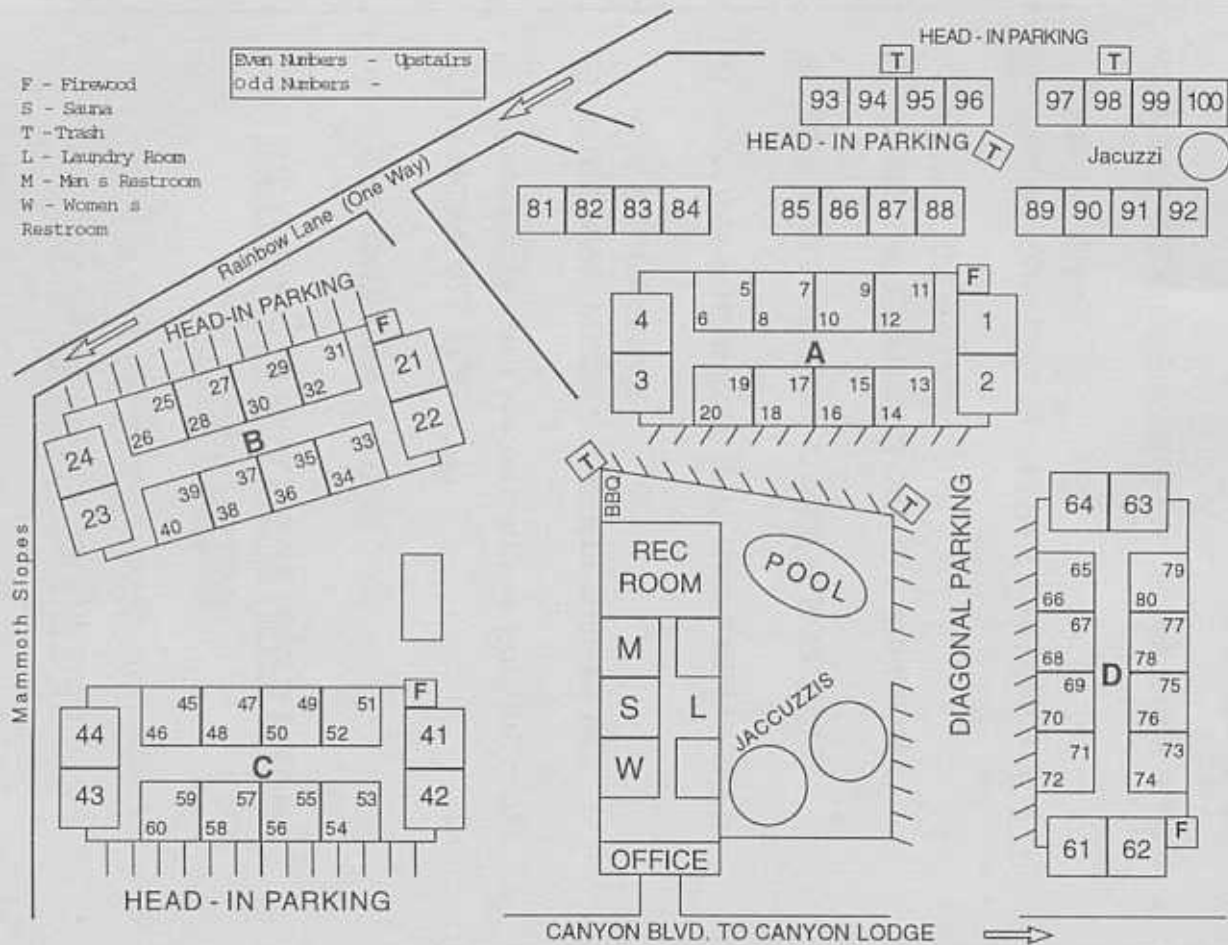 HEAD - IN PARKING
Even Numbers - Upstairs
Odd Numbers -
F - Firewood
S - Sauna
T - Trash
L - Laundry Room
M - Men s Restroom
W - Women s
Restroom
T
T
93 94 95 96
97 98 99 100
HEAD - IN PARKING
T
Jacuzzi
Rainbow Lane (One Way)
81 82 83 84
85 86 87 88
89 90 91 92
HEAD-IN PARKING
F
5 7 9 11
6 8 10 12
4
1
A
3
2
19 17 15 13
20 18 16 14
F
21
31
29
27
25
32
30
28
26
22
B
24
33
35
37
39
34
36
38
40
23
T
BBQ
T
REC
ROOM
POOL
M
S
L
W
JACCUZZIS
OFFICE
DIAGONAL PARKING
64 63
65 79
66 80
67 77
68 78
D
69 75
70 76
71 73
72 74
61 62
F
Mammoth Slopes
F
45 47 49 51
46 48 50 52
44
41
C
43
42
59 57 55 53
60 58 56 54
HEAD - IN PARKING
CANYON BLVD. TO CANYON LODGE